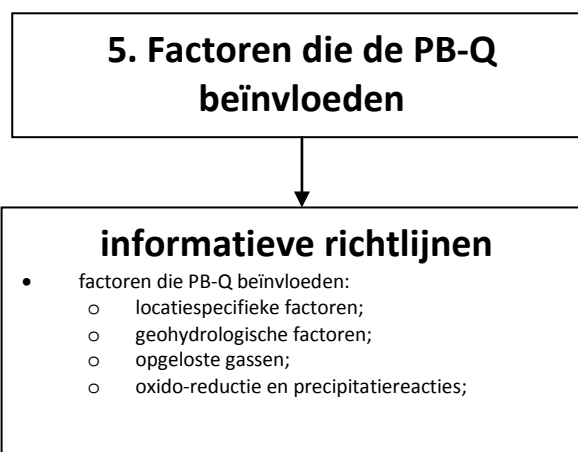 5. Factoren die de PB-Q
beïnvloeden
informatieve richtlijnen
• factoren die PB-Q beïnvloeden:
o locatiespecifieke factoren;
o geohydrologische factoren;
o opgeloste gassen;
o oxido-reductie en precipitatiereacties;